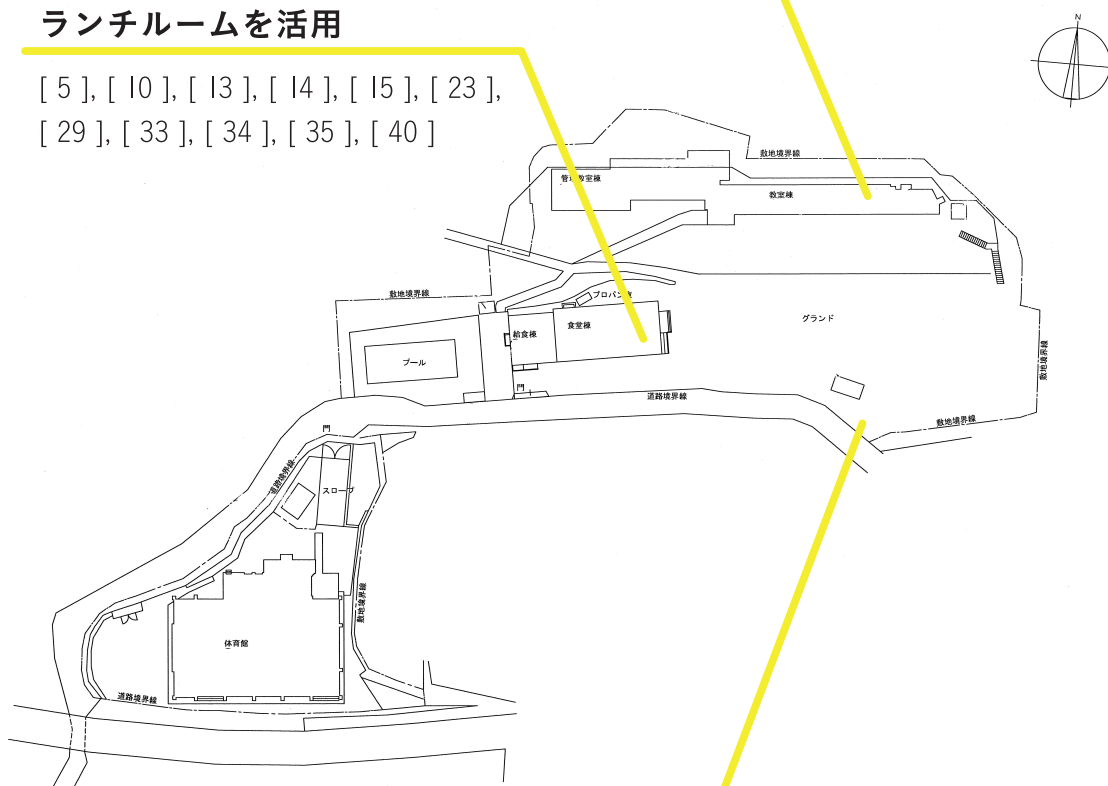 ランチルームを活用
[ 5 ], [ 10 ], [ 13 ], [ 14 ], [ 15 ], [ 23 ],
[ 29 ], [ 33 ], [ 34 ], [ 35 ], [ 40 ]
N
敷地境界線
教室棟
敷地境界線
グランド
給食棟
食堂棟
プール
門
敷地境界線
道路境界線
敷地境界線
門
道路境界線
スロープ
敷地境界線
体育館
道路境界線